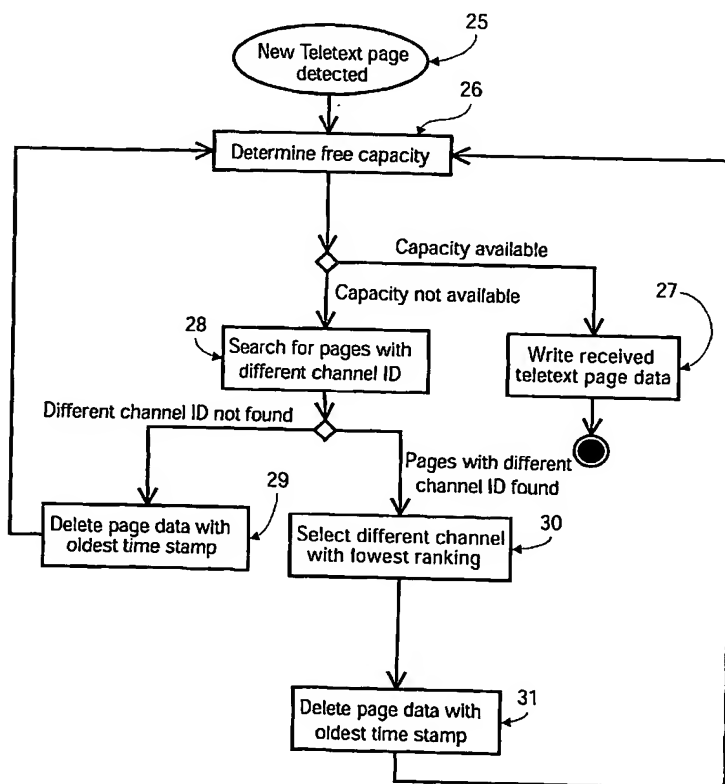 25
New Teletext page
detected
26
Determine free capacity
Capacity available
Capacity not available
27
28
Search for pages with
different channel ID
Write received
teletext page data
Different channel ID not found
Pages with different
channel ID found
29
Delete page data with
oldest time stamp
30
Select different channel
with lowest ranking
31
Delete page data with
oldest time stamp